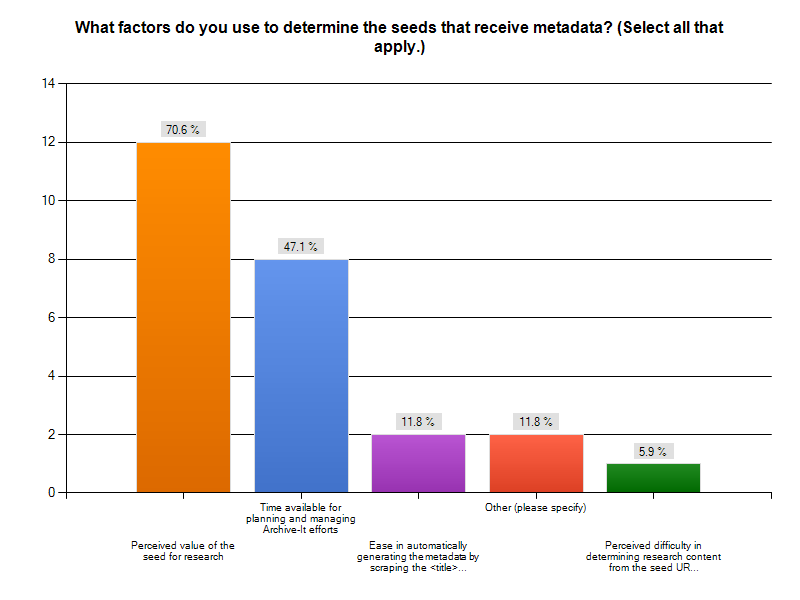 What factors do you use to determine the seeds that receive metadata? (Select all that
apply.)
14
12
10
8
6
4
2
0
70.6 %
47.1 %
11.8 %
11.8 %
5.9 %
Perceived value of the
seed for research
Time available for
planning and managing
Archive-It efforts
Ease in automatically
generating the metadata by
scraping the <title>...
Other (please specify)
Perceived difficulty in
determining research content
from the seed UR...